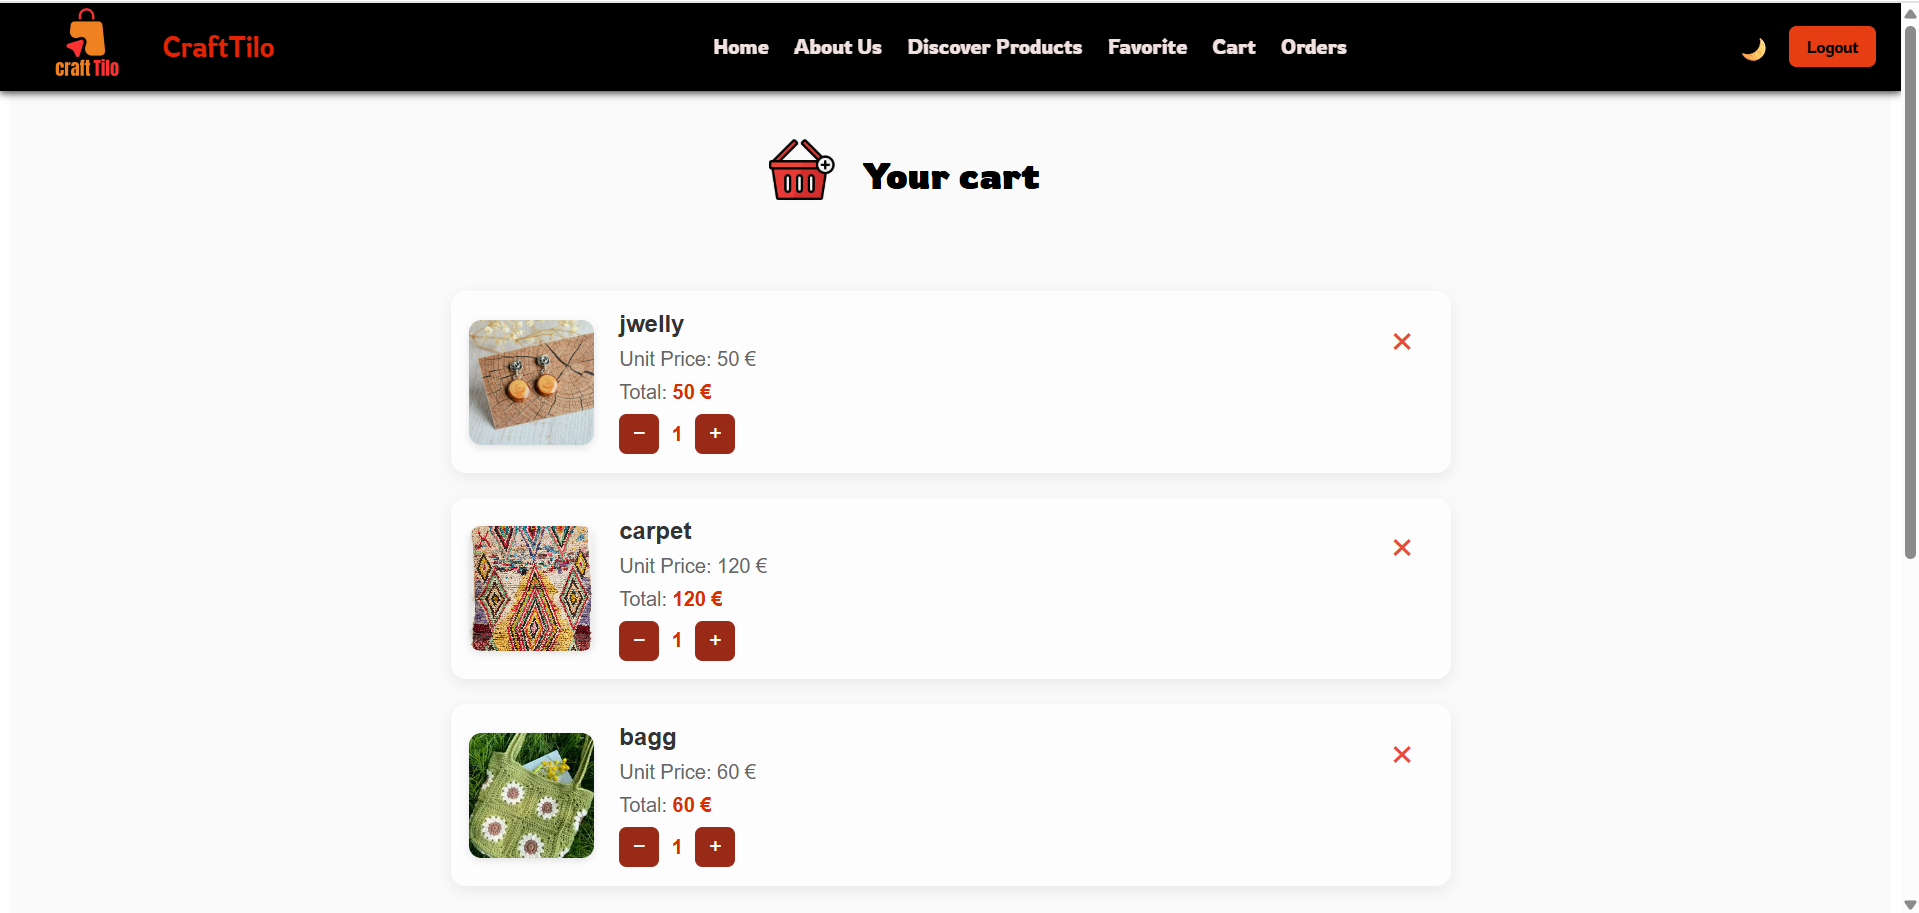 craft Tilo
CraftTilo
Home About Us Discover Products Favorite Cart Orders
Logout
Your cart
jwelly
Unit Price: 50 €
Total: 50 €
− 1 +
✕
carpet
Unit Price: 120 €
Total: 120 €
− 1 +
✕
bagg
Unit Price: 60 €
Total: 60 €
− 1 +
✕